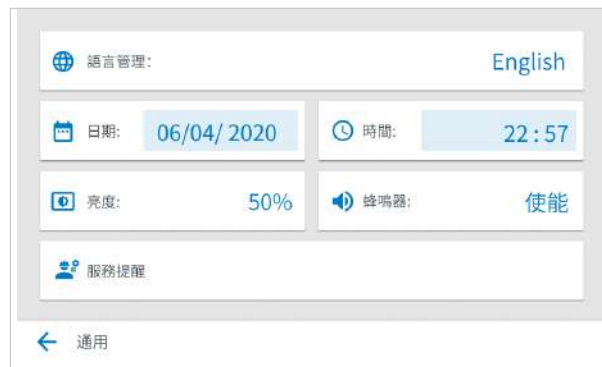 語言管理: English
日期: 06/04/ 2020 時間: 22 : 57
亮度: 50% 蜂鳴器: 使能
服務提醒
通用